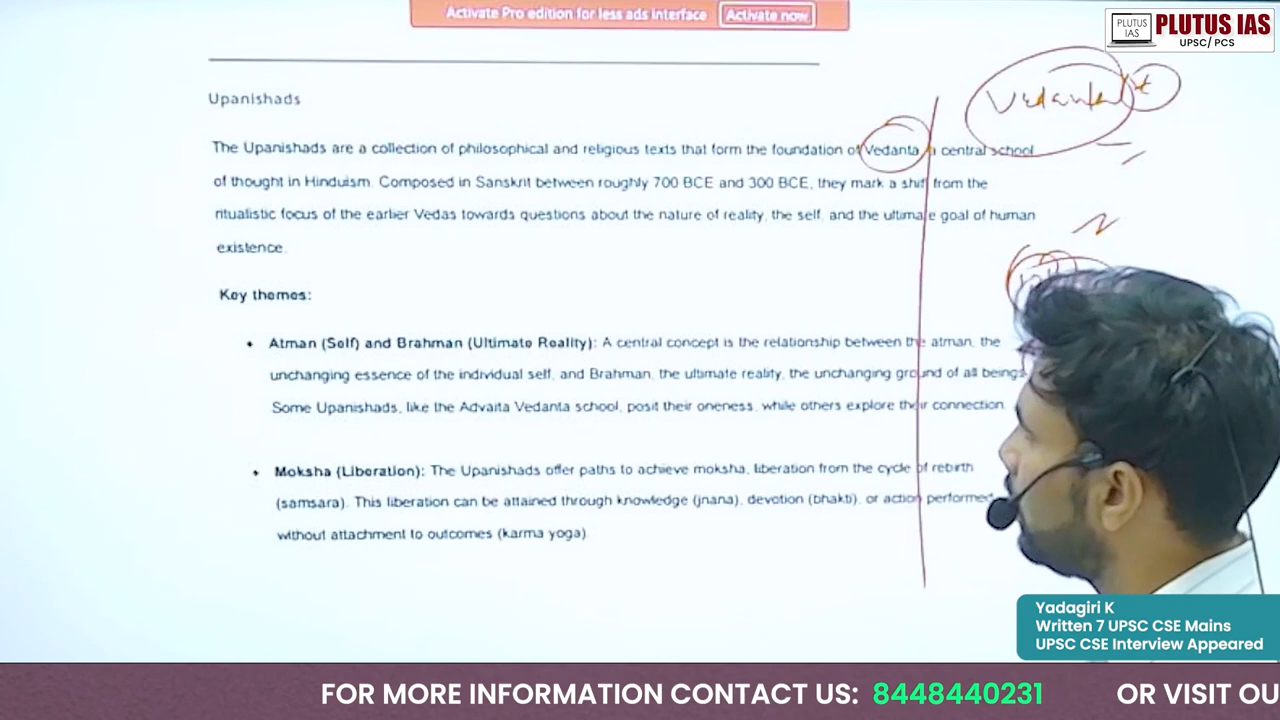 Activate Pro edition for less ads interface Activate now
PLUTUS IAS
PLUTUS IAS
UPSC/ PCS
Upanishads
Vedanta
The Upanishads are a collection of philosophical and religious texts that form the foundation of Vedanta, a central school
of thought in Hinduism. Composed in Sanskrit between roughly 700 BCE and 300 BCE, they mark a shift from the
ritualistic focus of the earlier Vedas towards questions about the nature of reality, the self, and the ultimate goal of human
existence.
Key themes:
• Atman (Self) and Brahman (Ultimate Reality): A central concept is the relationship between the atman, the
unchanging essence of the individual self, and Brahman, the ultimate reality, the unchanging ground of all beings.
Some Upanishads, like the Advaita Vedanta school, posit their oneness, while others explore their connection.
• Moksha (Liberation): The Upanishads offer paths to achieve moksha, liberation from the cycle of rebirth
(samsara). This liberation can be attained through knowledge (jnana), devotion (bhakti), or action performed
without attachment to outcomes (karma yoga).
Yadagiri K
Written 7 UPSC CSE Mains
UPSC CSE Interview Appeared
FOR MORE INFORMATION CONTACT US: 8448440231 OR VISIT OU